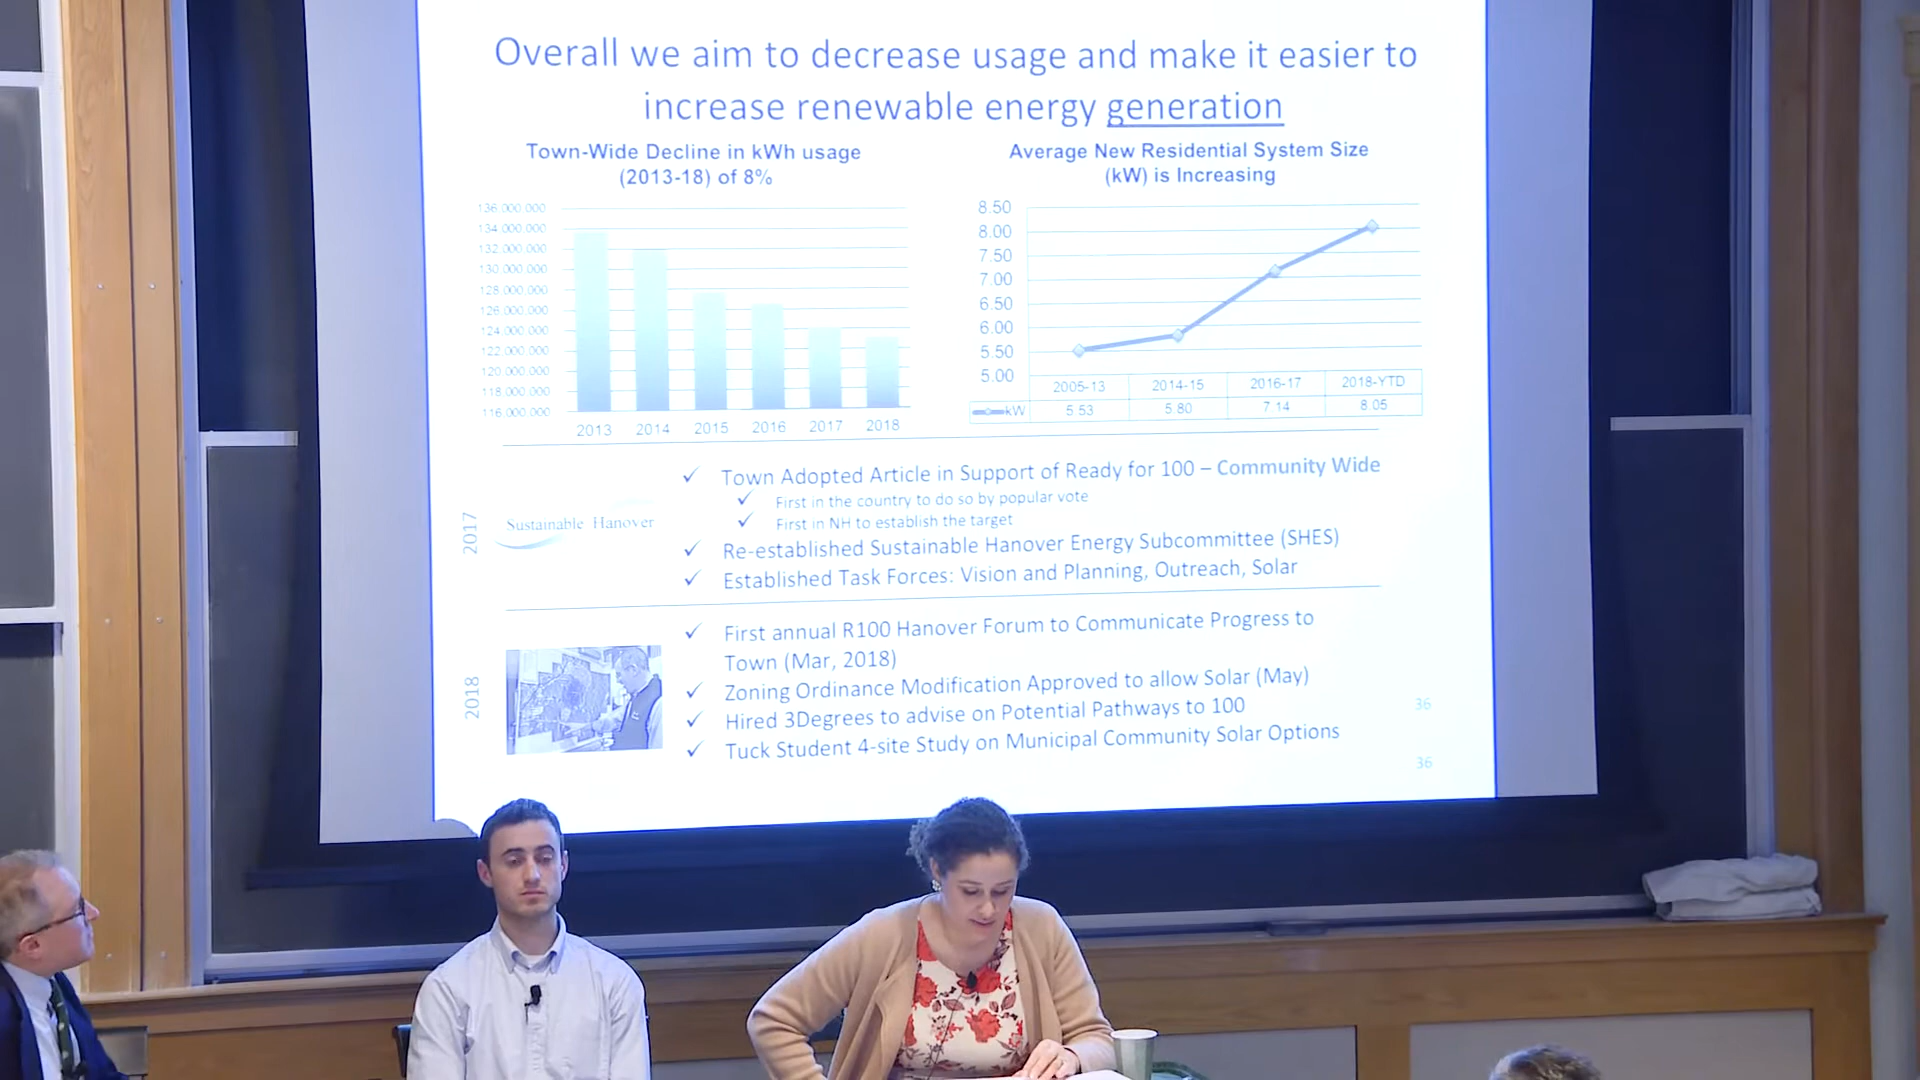 Overall we aim to decrease usage and make it easier to
increase renewable energy generation
Town-Wide Decline in kWh usage
(2013-18) of 8%
136.000.000
134.000.000
132.000.000
130.000.000
128.000.000
126.000.000
124.000.000
122.000.000
120.000.000
118.000.000
116.000.000
2013 2014 2015 2016 2017 2018
Average New Residential System Size
(kW) is Increasing
8.50
8.00
7.50
7.00
6.50
6.00
5.50
5.00
2005-13 2014-15 2016-17 2018-YTD
kW 5.53 5.80 7.14 8.05
2017
Sustainable Hanover
✓ Town Adopted Article in Support of Ready for 100 – Community Wide
✓ First in the country to do so by popular vote
✓ First in NH to establish the target
✓ Re-established Sustainable Hanover Energy Subcommittee (SHES)
✓ Established Task Forces: Vision and Planning, Outreach, Solar
2018
✓ First annual R100 Hanover Forum to Communicate Progress to
Town (Mar, 2018)
✓ Zoning Ordinance Modification Approved to allow Solar (May)
✓ Hired 3Degrees to advise on Potential Pathways to 100
✓ Tuck Student 4-site Study on Municipal Community Solar Options
36
36